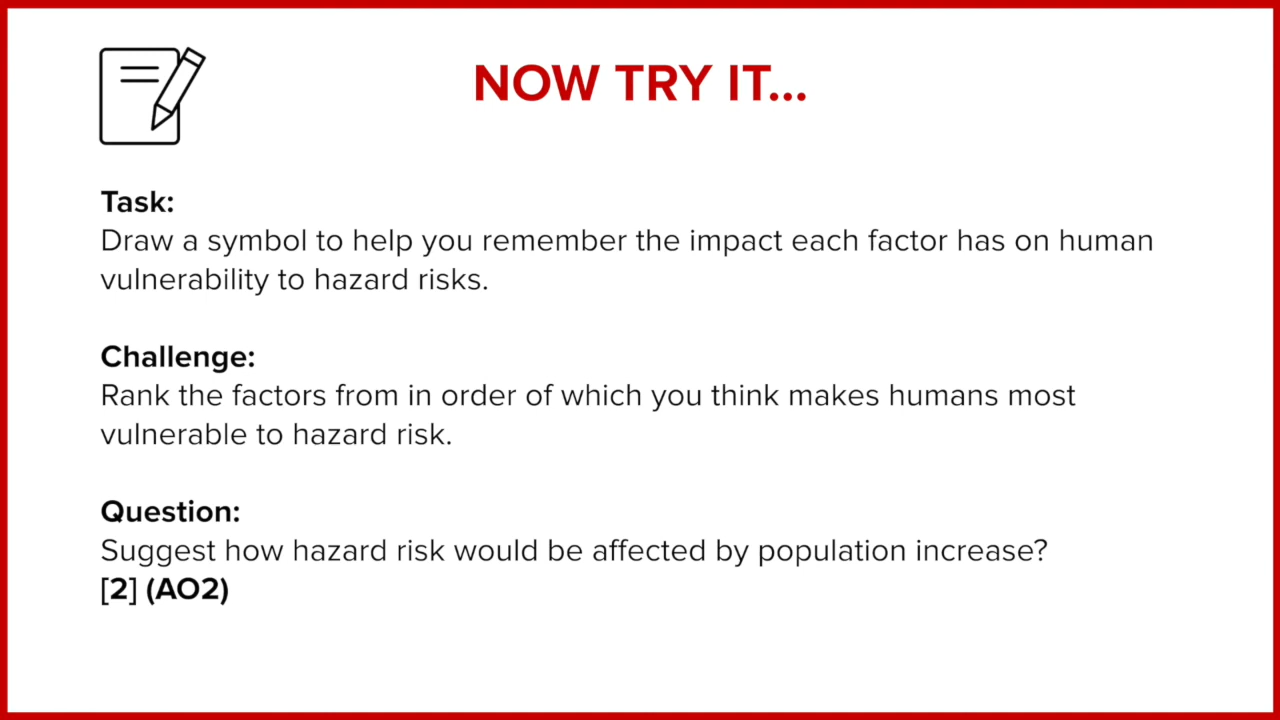 NOW TRY IT...
Task:
Draw a symbol to help you remember the impact each factor has on human
vulnerability to hazard risks.
Challenge:
Rank the factors from in order of which you think makes humans most
vulnerable to hazard risk.
Question:
Suggest how hazard risk would be affected by population increase?
[2] (AO2)